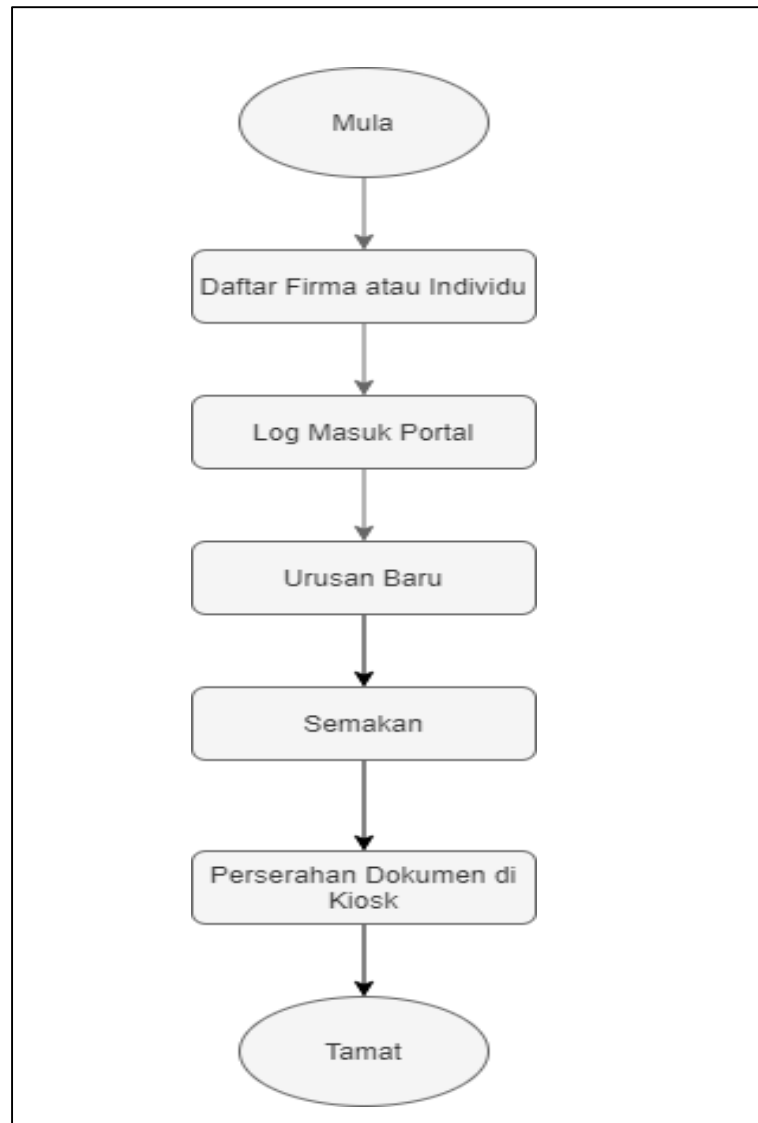 Mula
Daftar Firma atau Individu
Log Masuk Portal
Urusan Baru
Semakan
Perserahan Dokumen di
Kiosk
Tamat